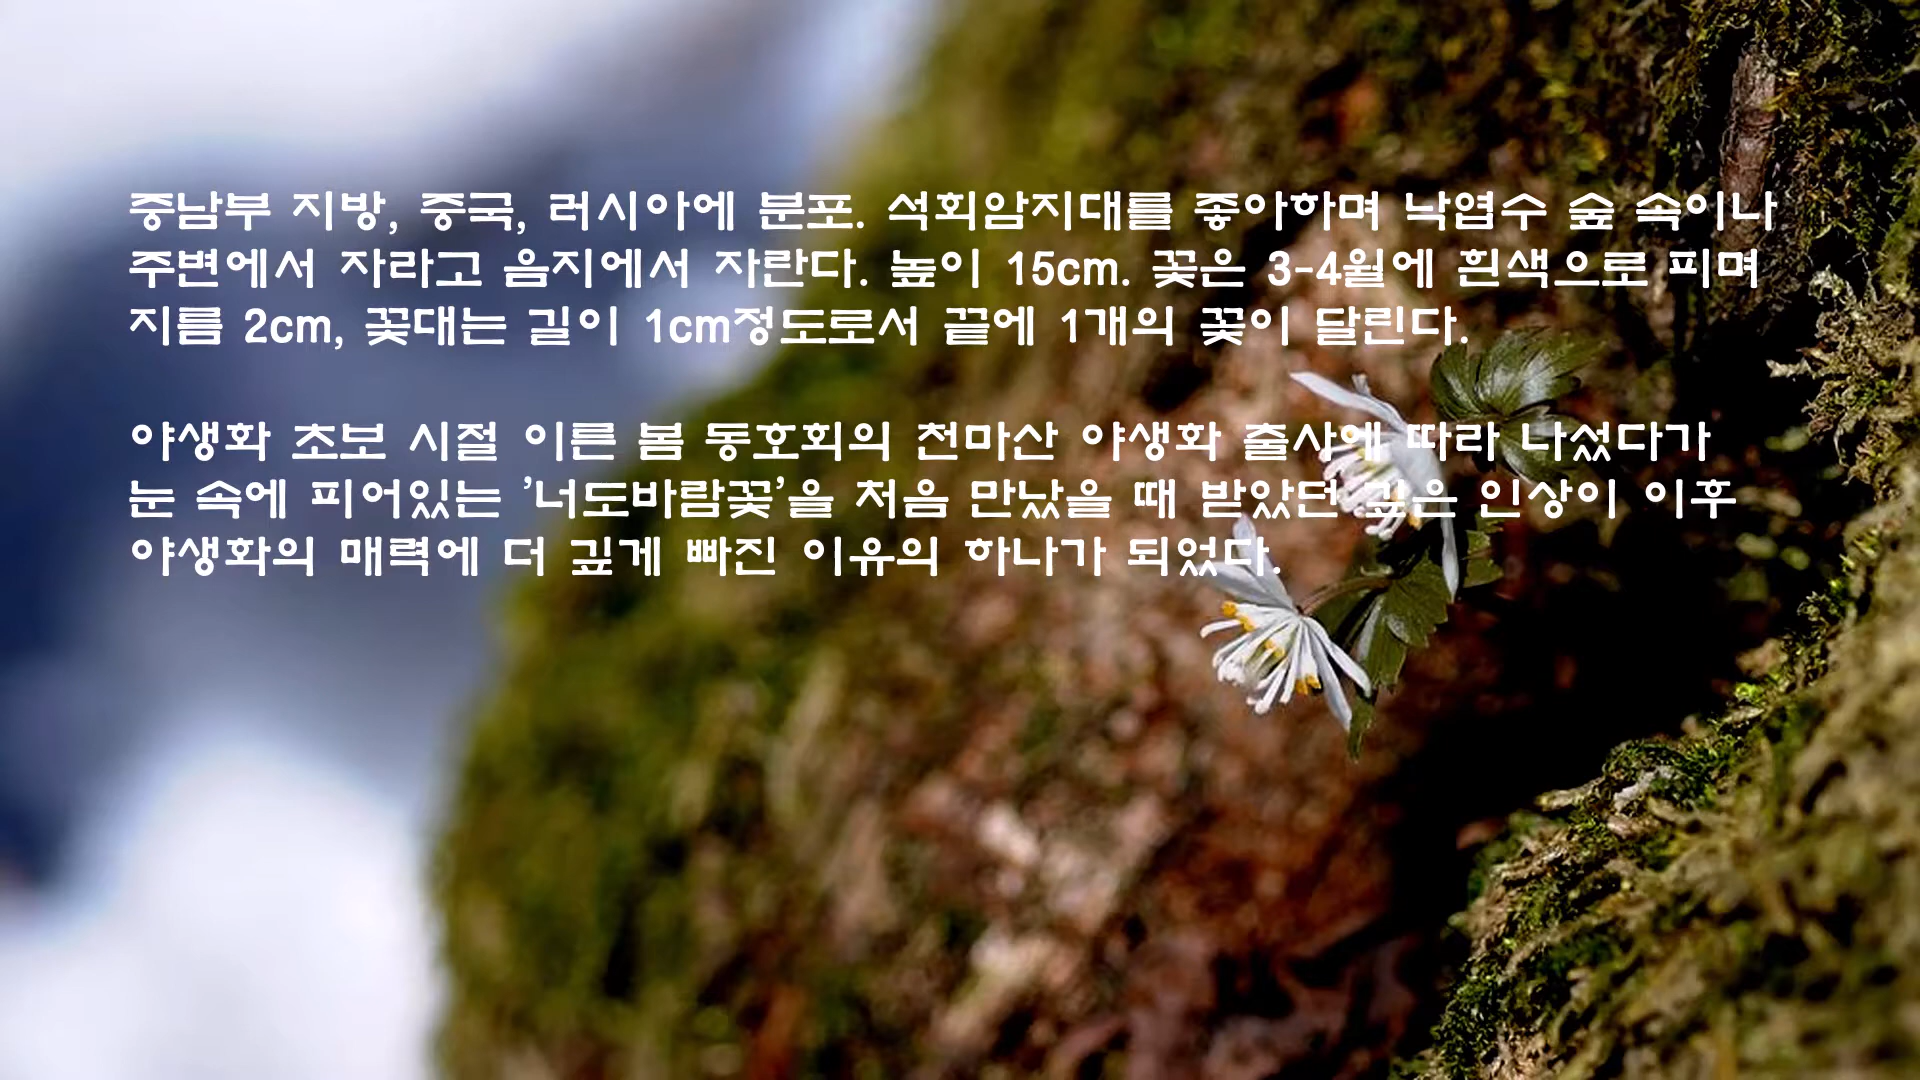 중남부 지방, 중국, 러시아에 분포. 석회암지대를 좋아하며 낙엽수 숲 속이나
주변에서 자라고 음지에서 자란다. 높이 15cm. 꽃은 3-4월에 흰색으로 피며
지름 2cm, 꽃대는 길이 1cm정도로서 끝에 1개의 꽃이 달린다.
야생화 초보 시절 이른 봄 동호회의 천마산 야생화 출사에 따라 나섰다가
눈 속에 피어있는 '너도바람꽃'을 처음 만났을 때 받았던 깊은 인상이 이후
야생화의 매력에 더 깊게 빠진 이유의 하나가 되었다.